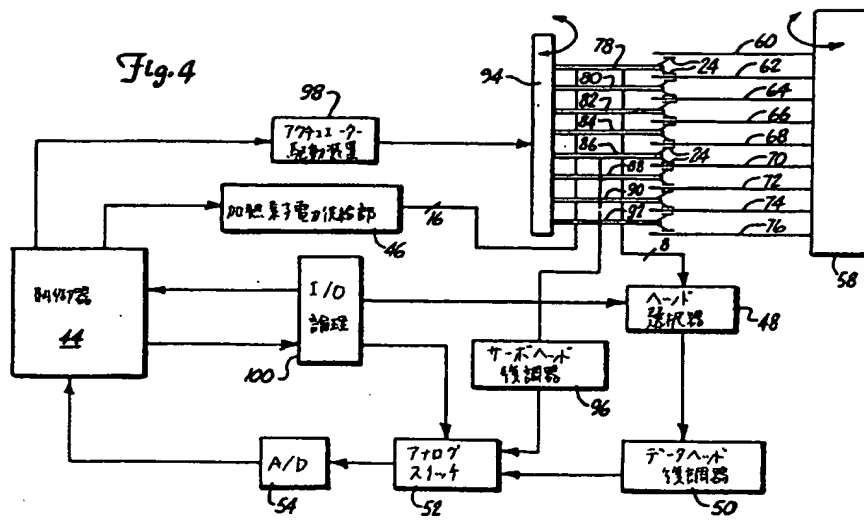 Fig. 4
94
78
60
24
62
80
64
82
66
84
68
86
24
70
88
72
90
74
92
76
58
98
アクチュエーター
駆動装置
加熱素子電力供給部
46
16
8
制御器
44
I/O
論理
100
ヘッド
選択器
48
サーボヘッド
復調器
96
A/D
54
アナログ
スイッチ
52
データヘッド
復調器
50